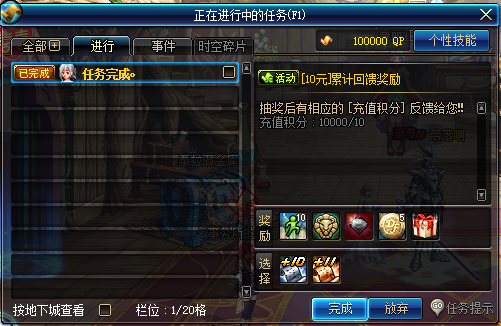 正在进行中的任务(F1)
全部
进行
事件
时空碎片
100000 QP
个性技能
已完成
任务完成。
活动
[10元]累计回馈奖励
抽奖后有相应的 [充值积分] 反馈给您!!
充值积分：10000/10
奖励
10
5
选择
+10
+11
按地下城查看
栏位：1/20格
完成
放弃
GO
任务提示